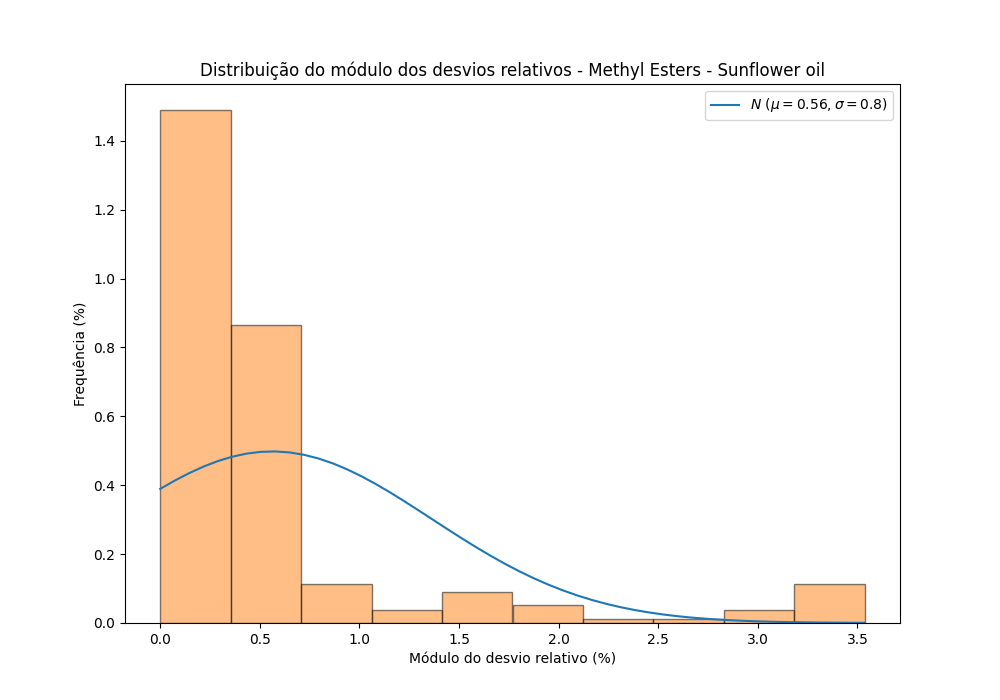 Distribuição do módulo dos desvios relativos - Methyl Esters - Sunflower oil
N (μ = 0.56, σ = 0.8)
1.4
1.2
1.0
0.8
0.6
0.4
0.2
0.0
Frequência (%)
0.0 0.5 1.0 1.5 2.0 2.5 3.0 3.5
Módulo do desvio relativo (%)